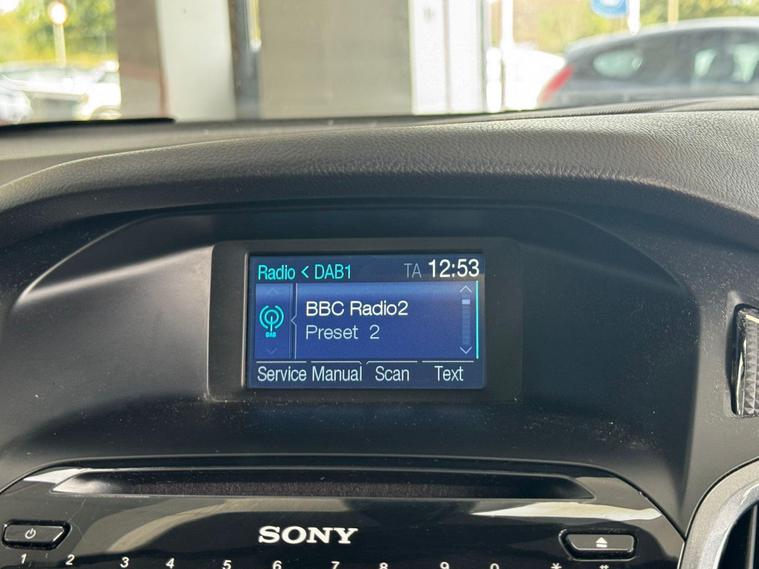 Radio < DAB1 TA 12:53
DAB
BBC Radio2
Preset 2
Service Manual Scan Text
SONY
1 2 3 4 5 6 7 8 9 0 * #